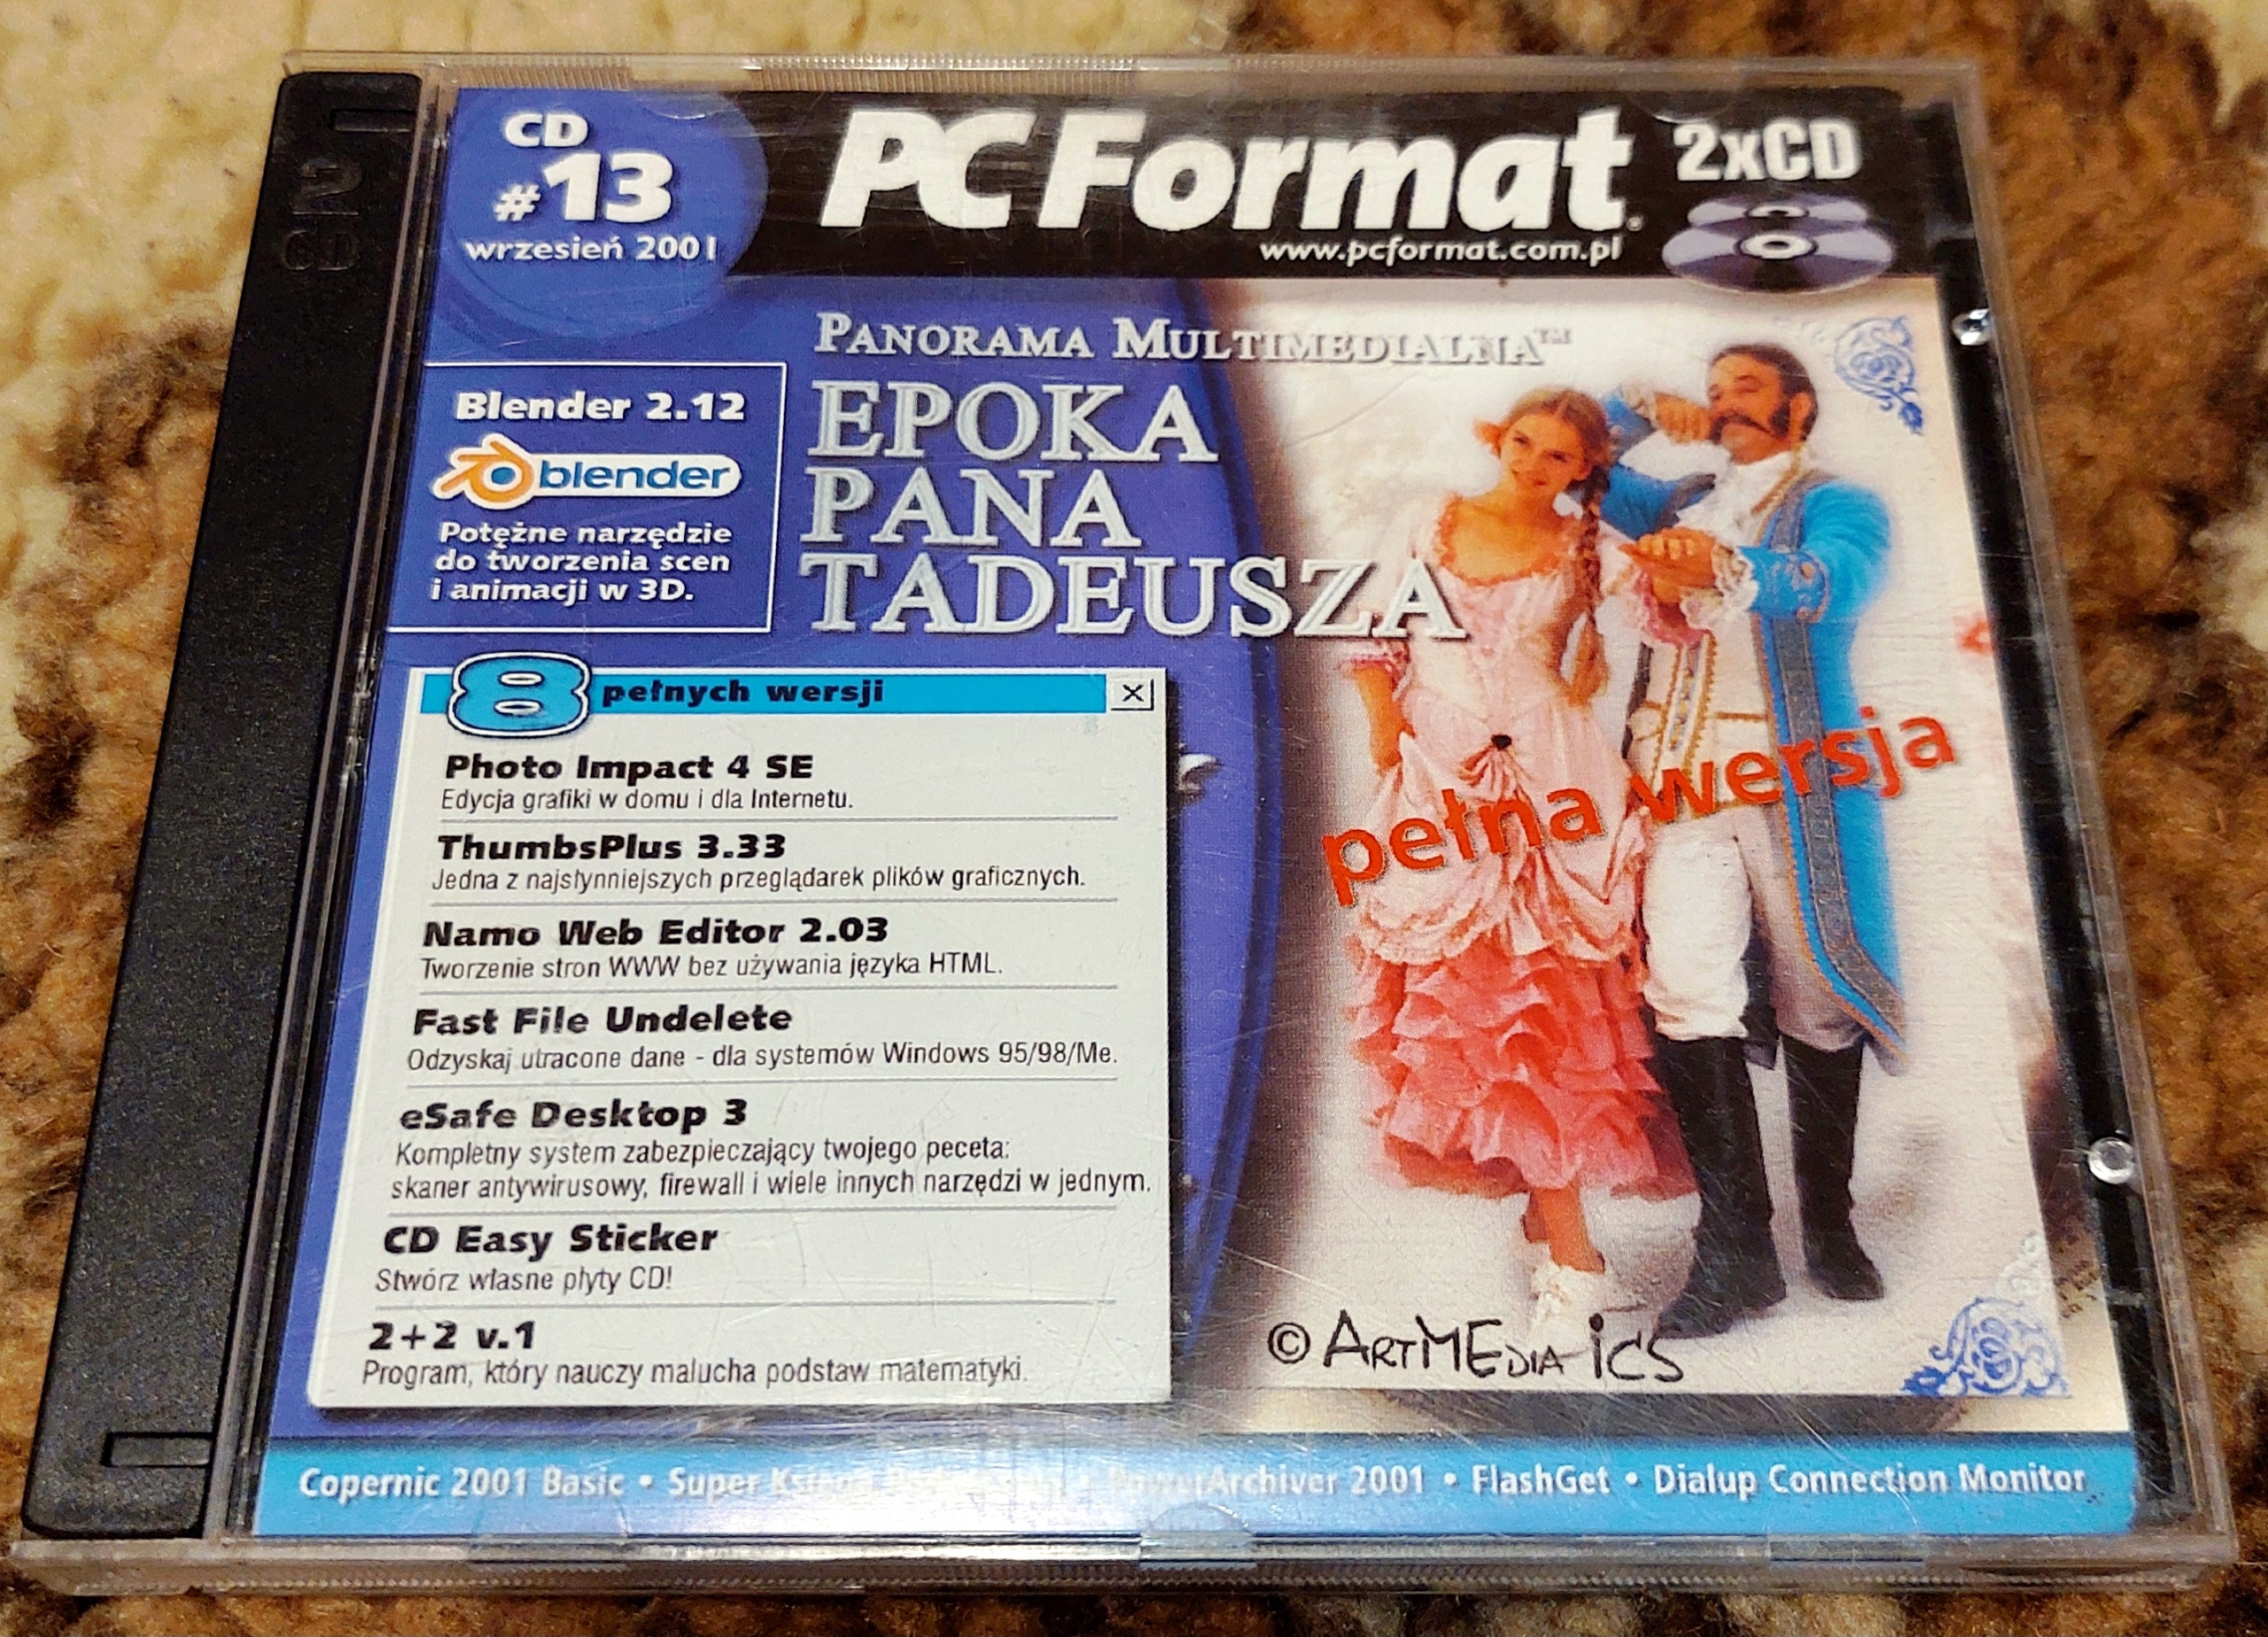 2
CD
CD
#13
wrzesień 2001
PC Format
www.pcformat.com.pl
2xCD
PANORAMA MULTIMEDIALNA™
EPOKA
PANA
TADEUSZA
Blender 2.12
blender
Potężne narzędzie
do tworzenia scen
i animacji w 3D.
8 pełnych wersji
Photo Impact 4 SE
Edycja grafiki w domu i dla Internetu.
ThumbsPlus 3.33
Jedna z najsłynniejszych przeglądarek plików graficznych.
Namo Web Editor 2.03
Tworzenie stron WWW bez używania języka HTML.
Fast File Undelete
Odzyskaj utracone dane - dla systemów Windows 95/98/Me.
eSafe Desktop 3
Kompletny system zabezpieczający twojego peceta:
skaner antywirusowy, firewall i wiele innych narzędzi w jednym.
CD Easy Sticker
Stwórz własne płyty CD!
2+2 v.1
Program, który nauczy malucha podstaw matematyki.
pełna wersja
© ARTMEDIA ICS
Copernic 2001 Basic • Super Księga • PowerArchiver 2001 • FlashGet • Dialup Connection Monitor